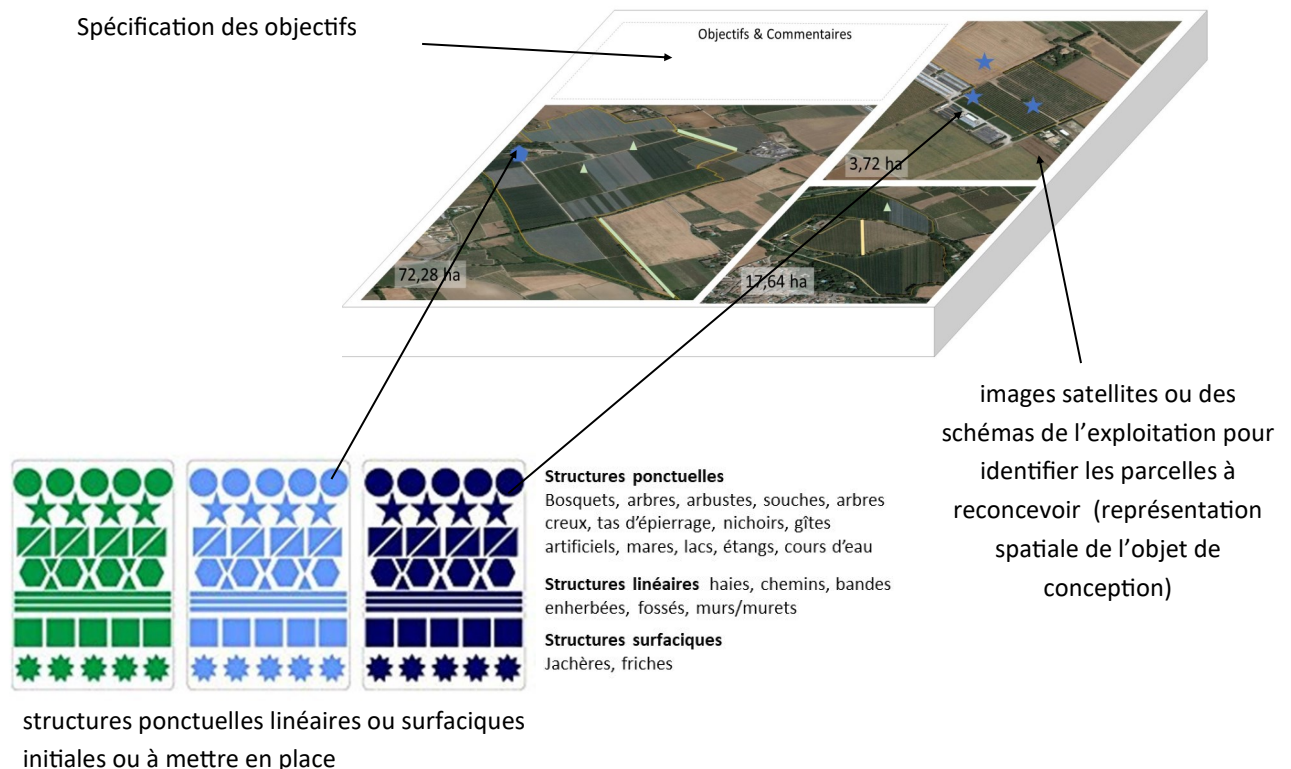 Spécification des objectifs
Objectifs & Commentaires
3,72 ha
72,28 ha
17,64 ha
images satellites ou des
schémas de l'exploitation pour
identifier les parcelles à
reconcevoir (représentation
spatiale de l'objet de
conception)
Structures ponctuelles
Bosquets, arbres, arbustes, souches, arbres
creux, tas d'épierrage, nichoirs, gîtes
artificiels, mares, lacs, étangs, cours d'eau
Structures linéaires haies, chemins, bandes
enherbées, fossés, murs/murets
Structures surfaciques
Jachères, friches
structures ponctuelles linéaires ou surfaciques
initiales ou à mettre en place